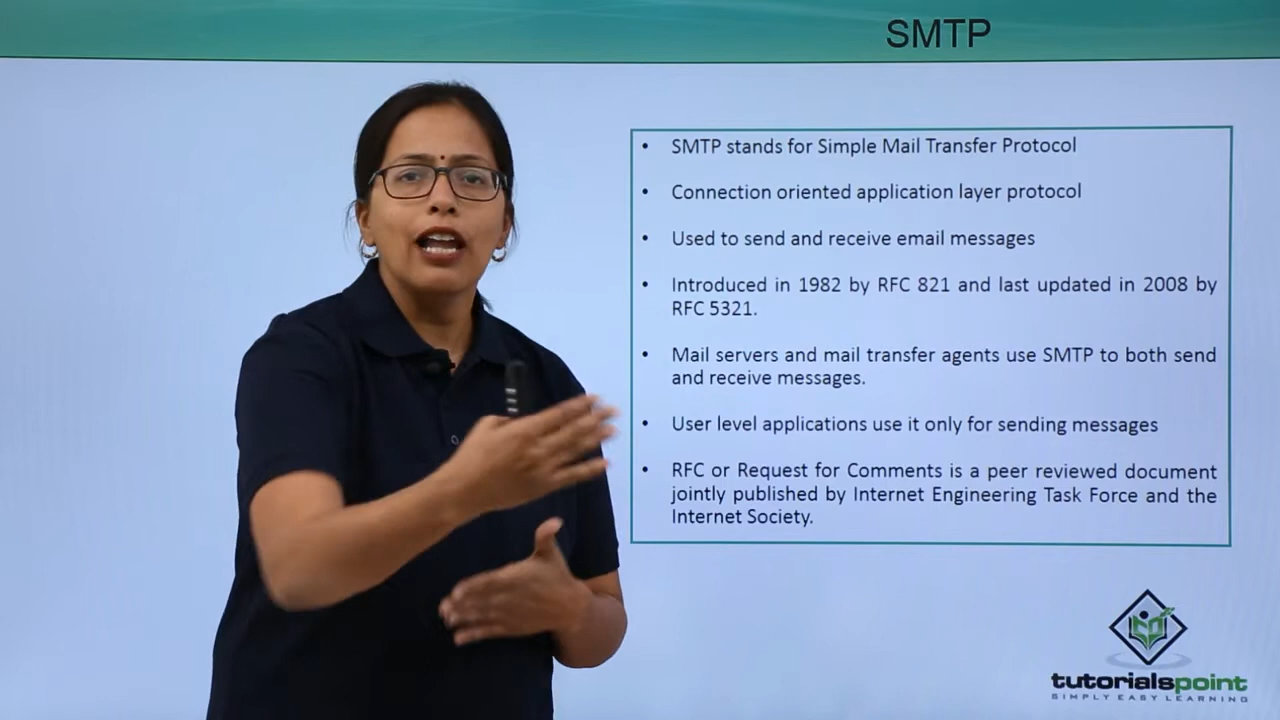 SMTP
• SMTP stands for Simple Mail Transfer Protocol
• Connection oriented application layer protocol
• Used to send and receive email messages
• Introduced in 1982 by RFC 821 and last updated in 2008 by
RFC 5321.
• Mail servers and mail transfer agents use SMTP to both send
and receive messages.
• User level applications use it only for sending messages
• RFC or Request for Comments is a peer reviewed document
jointly published by Internet Engineering Task Force and the
Internet Society.
tutorialspoint
SIMPLY EASY LEARNING